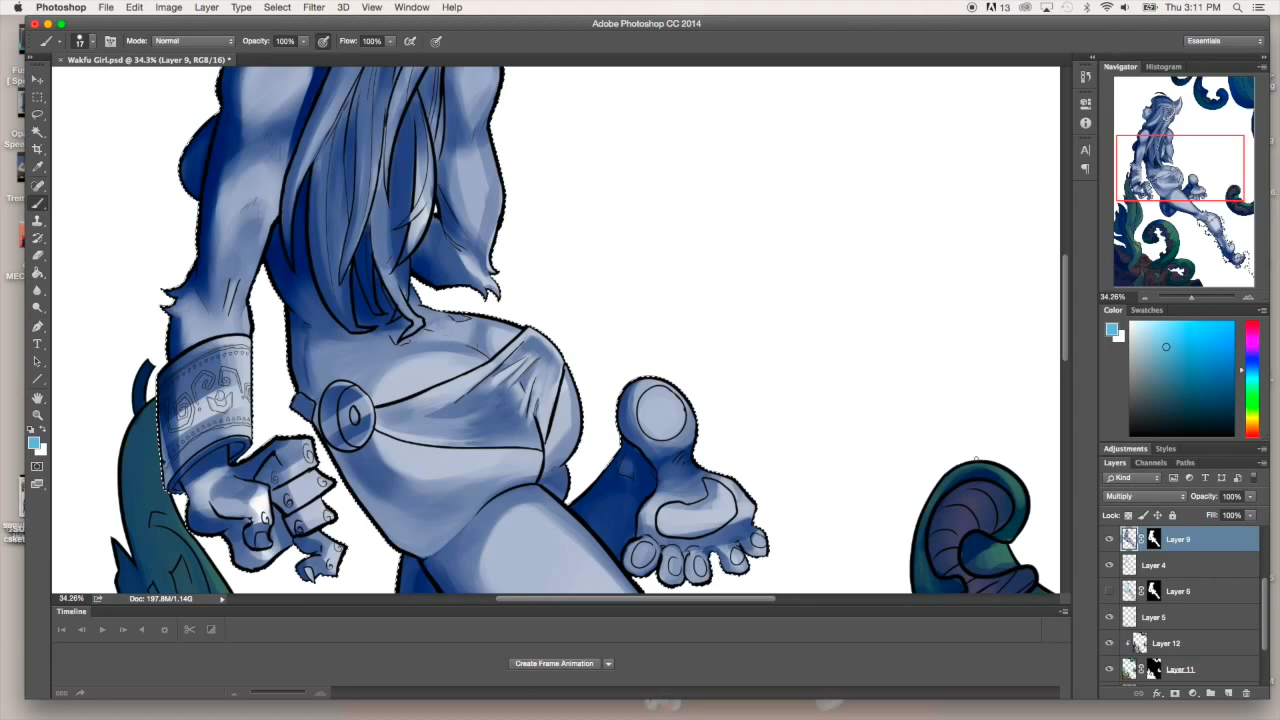 Photoshop File Edit Image Layer Type Select Filter 3D View Window Help 13 Thu 3:11 PM
Adobe Photoshop CC 2014
17 Mode: Normal Opacity: 100% Flow: 100% Essentials
Wakfu Girl.psd @ 34.3% (Layer 9, RGB/16) *
Navigator Histogram
34.26%
Color Swatches
Adjustments Styles
Layers Channels Paths
Kind
Multiply Opacity: 100%
Lock: Fill: 100%
Layer 9
Layer 4
Layer 6
Layer 5
Layer 12
Layer 11
34.26% Doc: 197.8M/1.14G
Timeline
Create Frame Animation